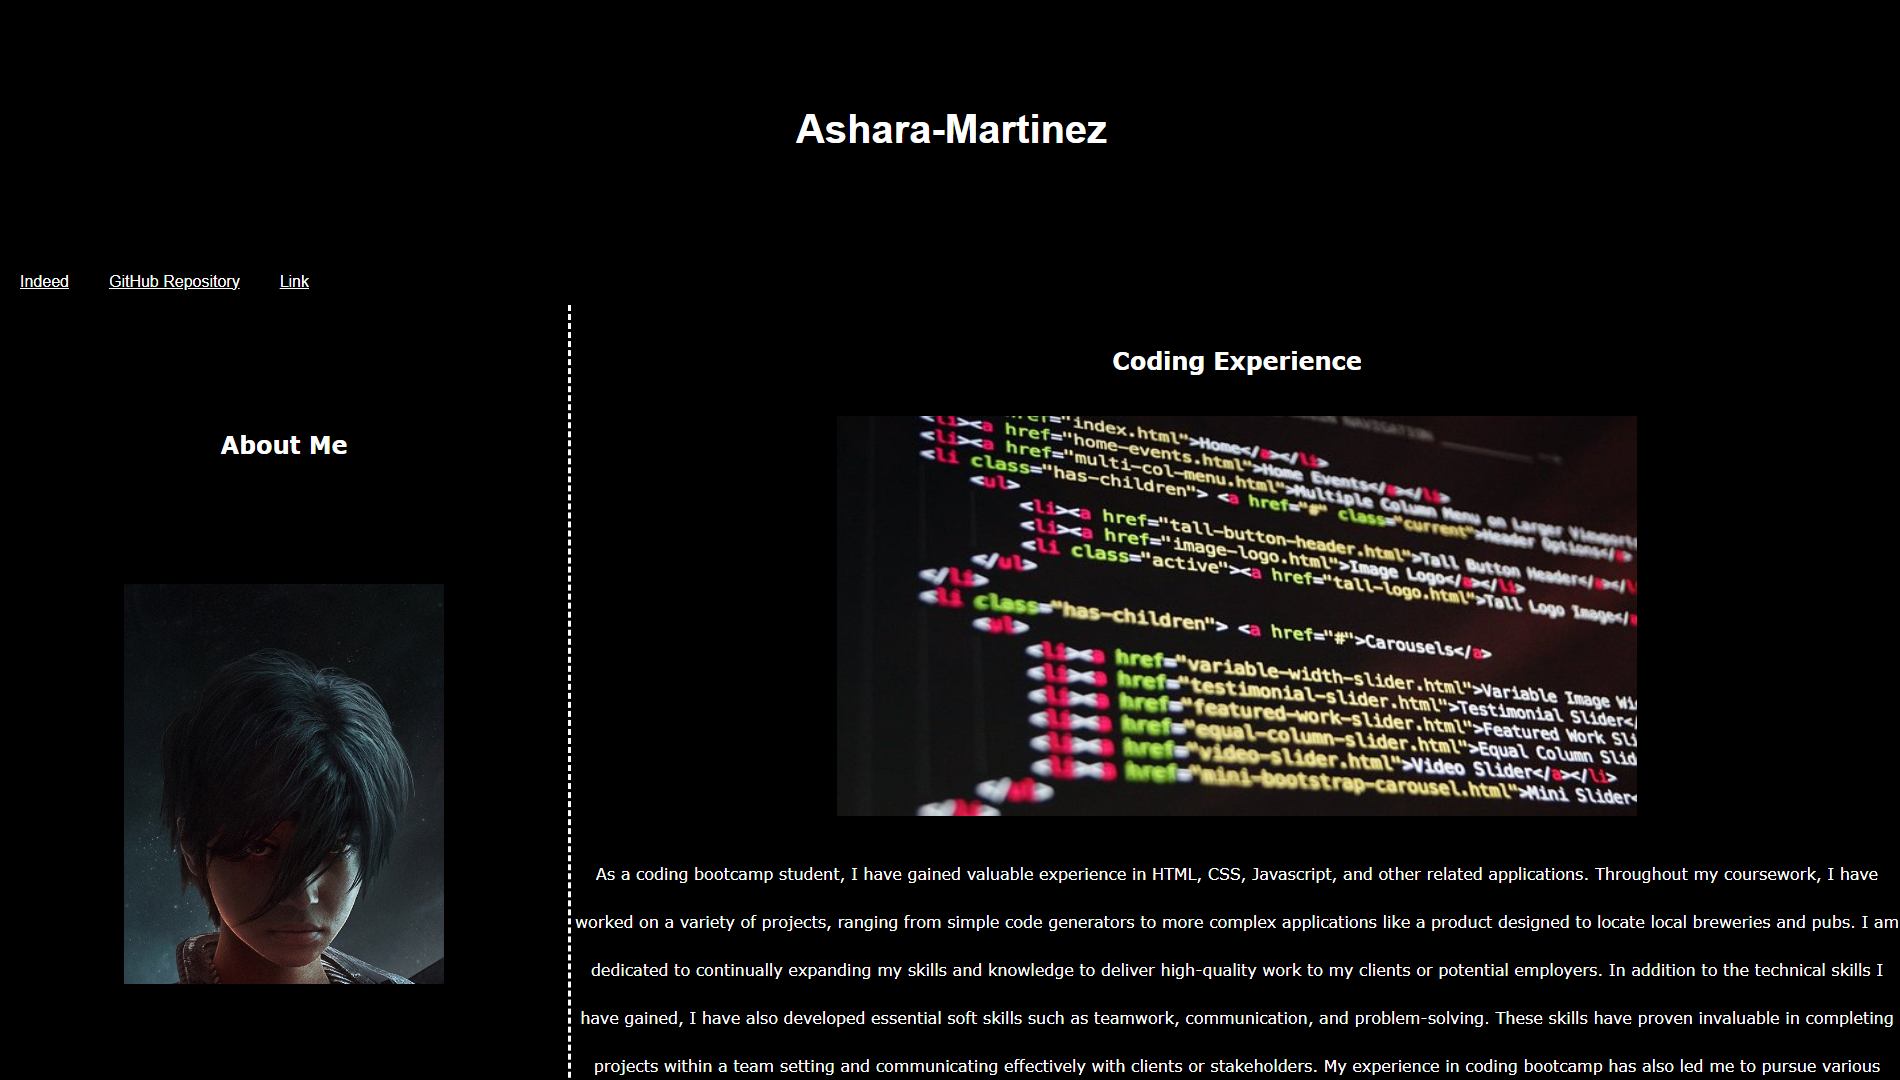 Ashara-Martinez
Indeed GitHub Repository Link
About Me
Coding Experience
<li><a href="index.html">Home</a></li>
<li><a href="home-events.html">Home Events</a></li>
<li class="has-children"> <a href="multi-col-menu.html">Multiple Column Menu on Larger Viewports
<ul>
<li><a href="#" class="current">Header Options</a>
<li><a href="tall-button-header.html">Tall Button Header</a></li>
<li><a href="image-logo.html">Image Logo</a></li>
<li class="active"><a href="tall-logo.html">Tall Logo Image</
</ul>
</li>
<li class="has-children"> <a href="#">Carousels</a>
<ul>
<li><a href="variable-width-slider.html">Variable Image Wi
<li><a href="testimonial-slider.html">Testimonial Slider</
<li><a href="featured-work-slider.html">Featured Work Sli
<li><a href="equal-column-slider.html">Equal Column Slid
<li><a href="video-slider.html">Video Slider</a></li>
<li><a href="mini-bootstrap-carousel.html">Mini Slider<
</ul>
</li>
As a coding bootcamp student, I have gained valuable experience in HTML, CSS, Javascript, and other related applications. Throughout my coursework, I have
worked on a variety of projects, ranging from simple code generators to more complex applications like a product designed to locate local breweries and pubs. I am
dedicated to continually expanding my skills and knowledge to deliver high-quality work to my clients or potential employers. In addition to the technical skills I
have gained, I have also developed essential soft skills such as teamwork, communication, and problem-solving. These skills have proven invaluable in completing
projects within a team setting and communicating effectively with clients or stakeholders. My experience in coding bootcamp has also led me to pursue various